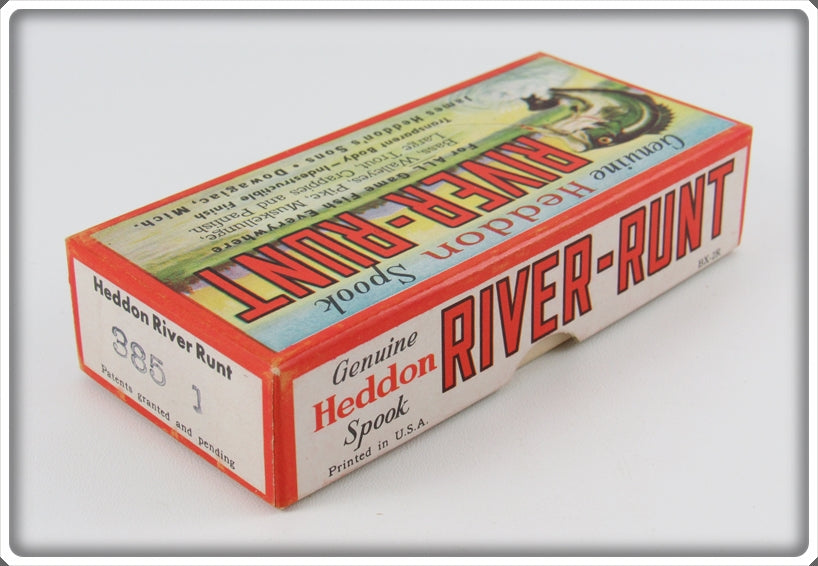 Genuine Heddon Spook
RIVER-RUNT
For All Game Fish Everywhere
Bass, Walleyes, Pike, Muskellunge,
Large Trout, Crappies and Panfish.
Transparent Body—Indestructible Finish
James Heddon's Sons • Dowagiac, Mich.
Heddon River Runt
385 J
Patents granted and pending
Genuine
Heddon
Spook
RIVER-RUNT
Printed in U.S.A.
BX-2R